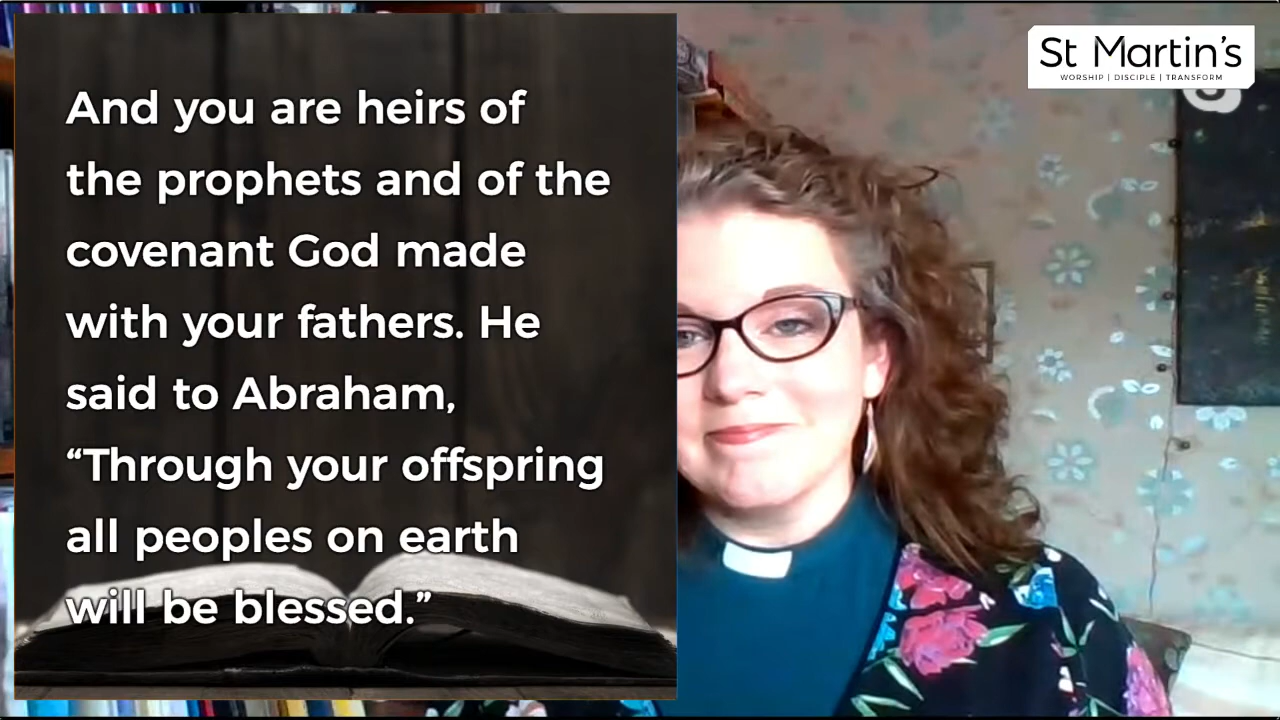 And you are heirs of
the prophets and of the
covenant God made
with your fathers. He
said to Abraham,
“Through your offspring
all peoples on earth
will be blessed.”
St Martin’s
WORSHIP | DISCIPLE | TRANSFORM